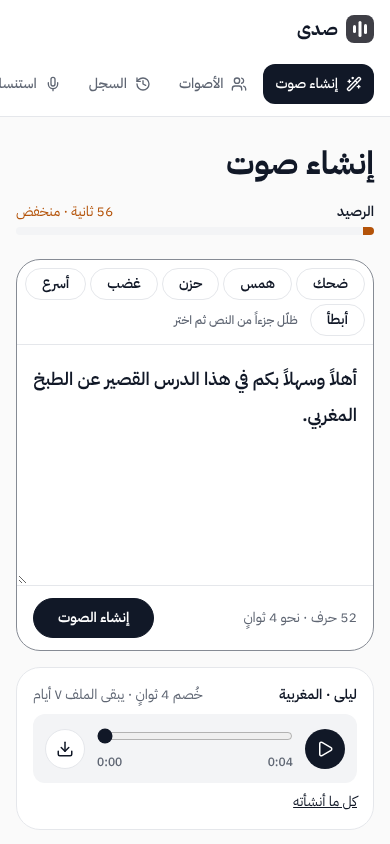 صدى
إنشاء صوت
الأصوات
السجل
استنسا
إنشاء صوت
الرصيد
56 ثانية · منخفض
ضحك
همس
حزن
غضب
أسرع
أبطأ
ظلّل جزءاً من النص ثم اختر
أهلاً وسهلاً بكم في هذا الدرس القصير عن الطبخ
المغربي.
52 حرف · نحو 4 ثوانٍ
إنشاء الصوت
ليلى · المغربية
خُصم 4 ثوانٍ · يبقى الملف ٧ أيام
0:00
0:04
كل ما أنشأته